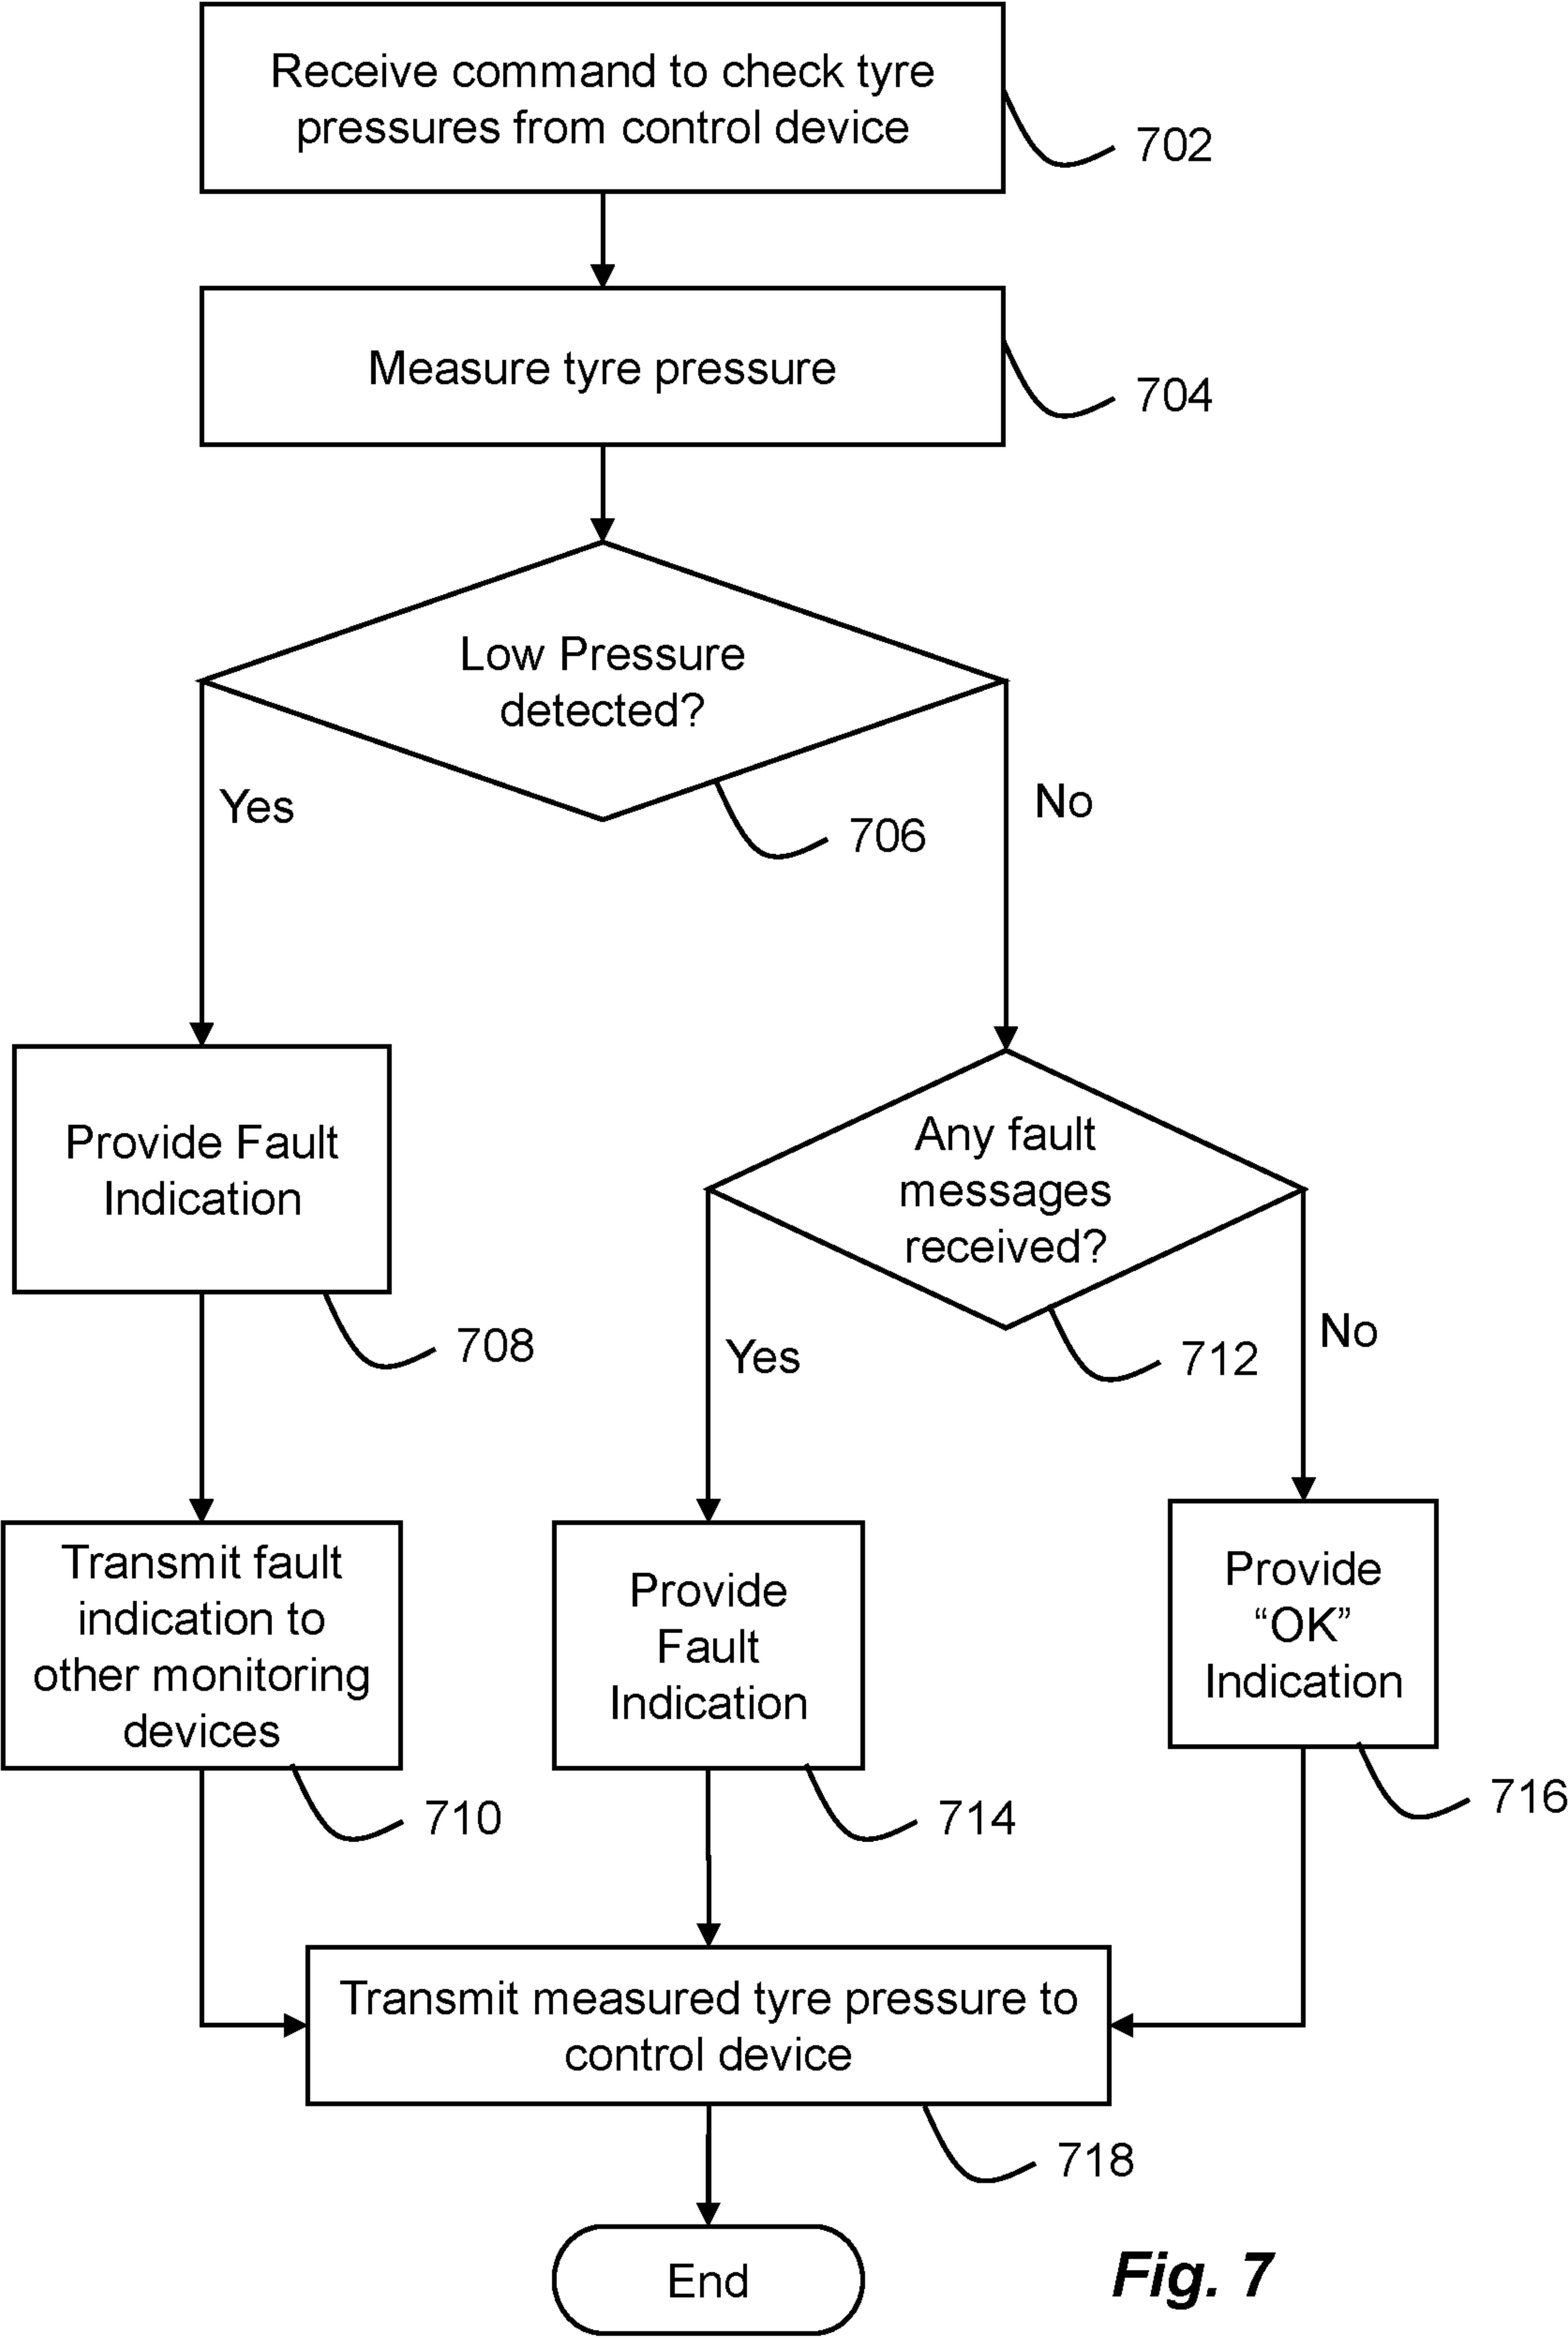 Receive command to check tyre
pressures from control device
702
Measure tyre pressure
704
Low Pressure
detected?
Yes
No
706
Provide Fault
Indication
708
Any fault
messages
received?
Yes
No
712
Transmit fault
indication to
other monitoring
devices
710
Provide
Fault
Indication
714
Provide
“OK”
Indication
716
Transmit measured tyre pressure to
control device
718
End
Fig. 7